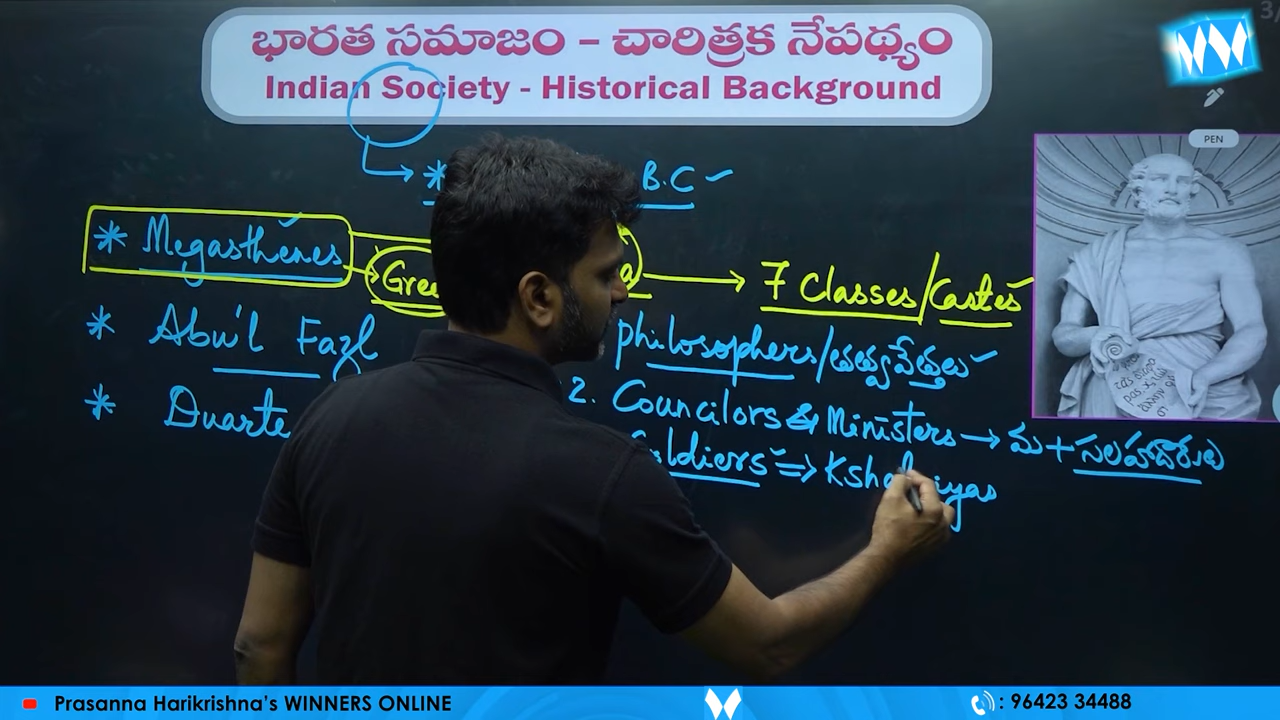 భారత సమాజం – చారిత్రక నేపథ్యం
Indian Society - Historical Background
PEN
* B.C
* Megasthenes
7 Classes/Castes
* Abu'l Fazl
philosophers/తత్వవేత్తలు
* Duarte
2. Councilors & Ministers → మ + సలహాదారులు
Prasanna Harikrishna's WINNERS ONLINE
: 96423 34488